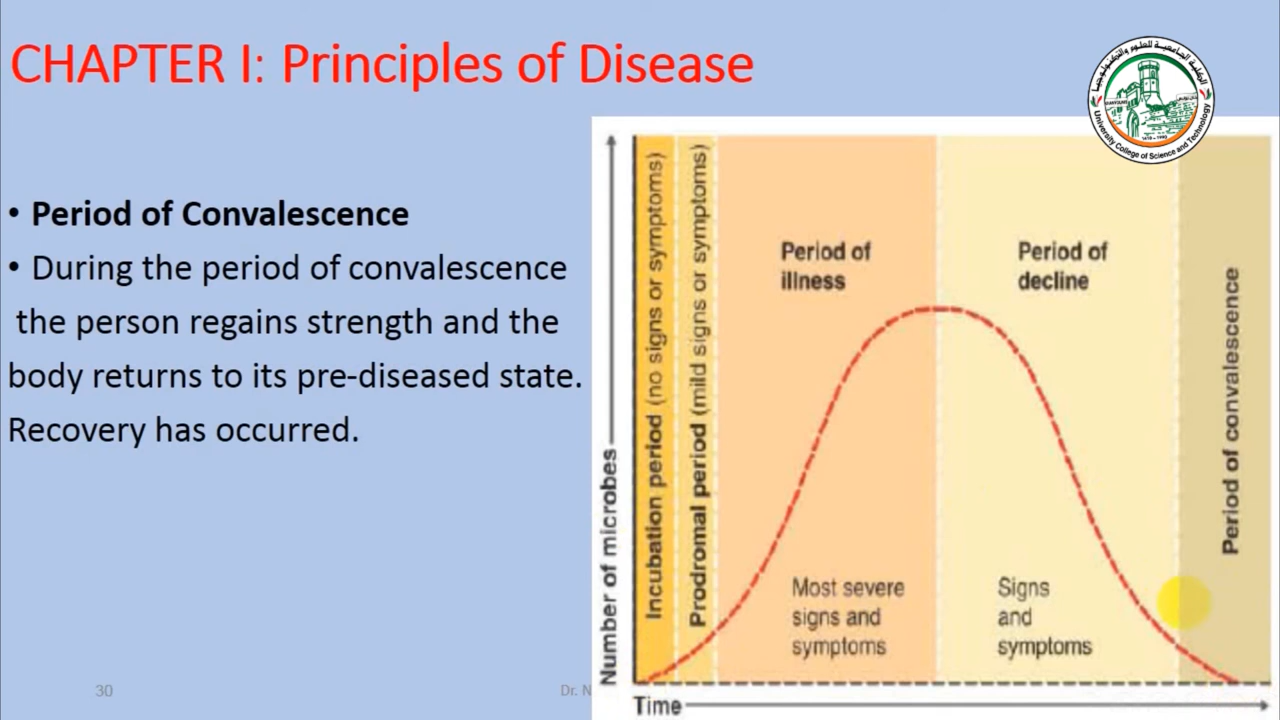 CHAPTER I: Principles of Disease
• Period of Convalescence
• During the period of convalescence
the person regains strength and the
body returns to its pre-diseased state.
Recovery has occurred.
30
Dr. N
Number of microbes
Incubation period (no signs or symptoms)
Prodromal period (mild signs or symptoms)
Period of
illness
Most severe
signs and
symptoms
Period of
decline
Signs
and
symptoms
Period of convalescence
Time
University College of Science and Technology